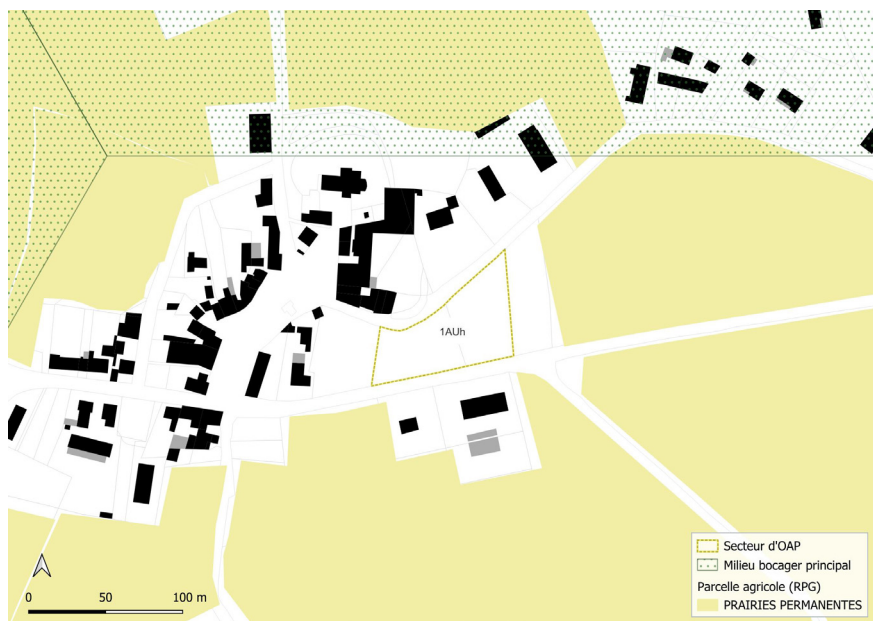 1AUh
Secteur d'OAP
Milieu bocager principal
Parcelle agricole (RPG)
PRAIRIES PERMANENTES
0 50 100 m